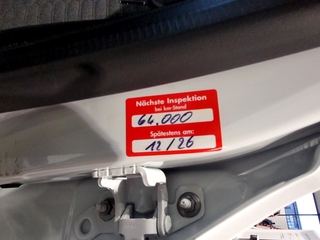 Nächste Inspektion
bei km-Stand
64.000
Spätestens am:
12/26